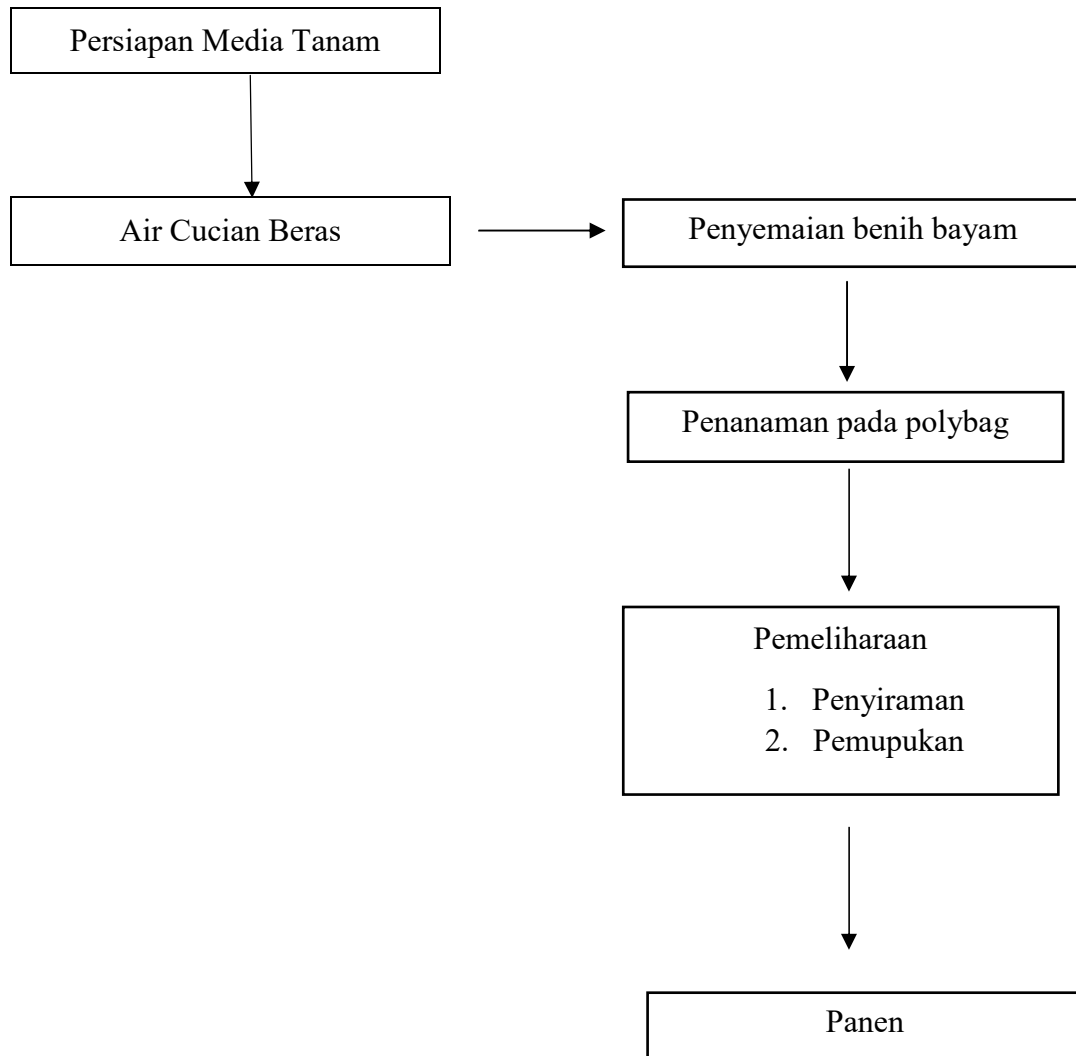 Persiapan Media Tanam
Air Cucian Beras
Penyemaian benih bayam
Penanaman pada polybag
Pemeliharaan
1. Penyiraman
2. Pemupukan
Panen